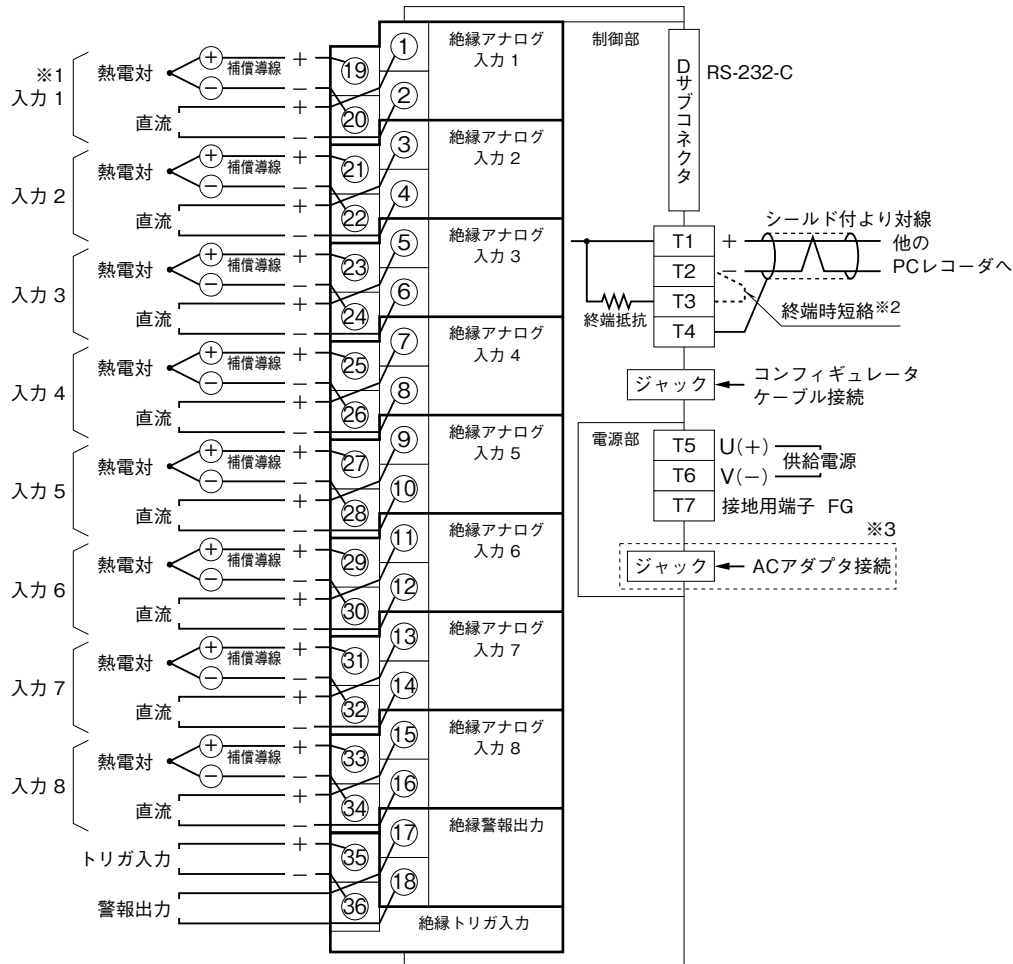 ※1
入力 1
熱電対
+
−
補償導線
+
−
直流
+
−
19
20
1
2
絶縁アナログ
入力 1
入力 2
熱電対
+
−
補償導線
+
−
直流
+
−
21
22
3
4
絶縁アナログ
入力 2
入力 3
熱電対
+
−
補償導線
+
−
直流
+
−
23
24
5
6
絶縁アナログ
入力 3
入力 4
熱電対
+
−
補償導線
+
−
直流
+
−
25
26
7
8
絶縁アナログ
入力 4
入力 5
熱電対
+
−
補償導線
+
−
直流
+
−
27
28
9
10
絶縁アナログ
入力 5
入力 6
熱電対
+
−
補償導線
+
−
直流
+
−
29
30
11
12
絶縁アナログ
入力 6
入力 7
熱電対
+
−
補償導線
+
−
直流
+
−
31
32
13
14
絶縁アナログ
入力 7
入力 8
熱電対
+
−
補償導線
+
−
直流
+
−
33
34
15
16
絶縁アナログ
入力 8
トリガ入力
+
−
35
36
警報出力
17
18
絶縁警報出力
絶縁トリガ入力
制御部
Dサブコネクタ
RS-232-C
シールド付より対線
T1
+
他の
PCレコーダへ
T2
−
T3
終端抵抗
終端時短絡※2
T4
ジャック
コンフィギュレータ
ケーブル接続
電源部
T5
U(+)
供給電源
T6
V(−)
T7
接地用端子 FG
※3
ジャック
ACアダプタ接続